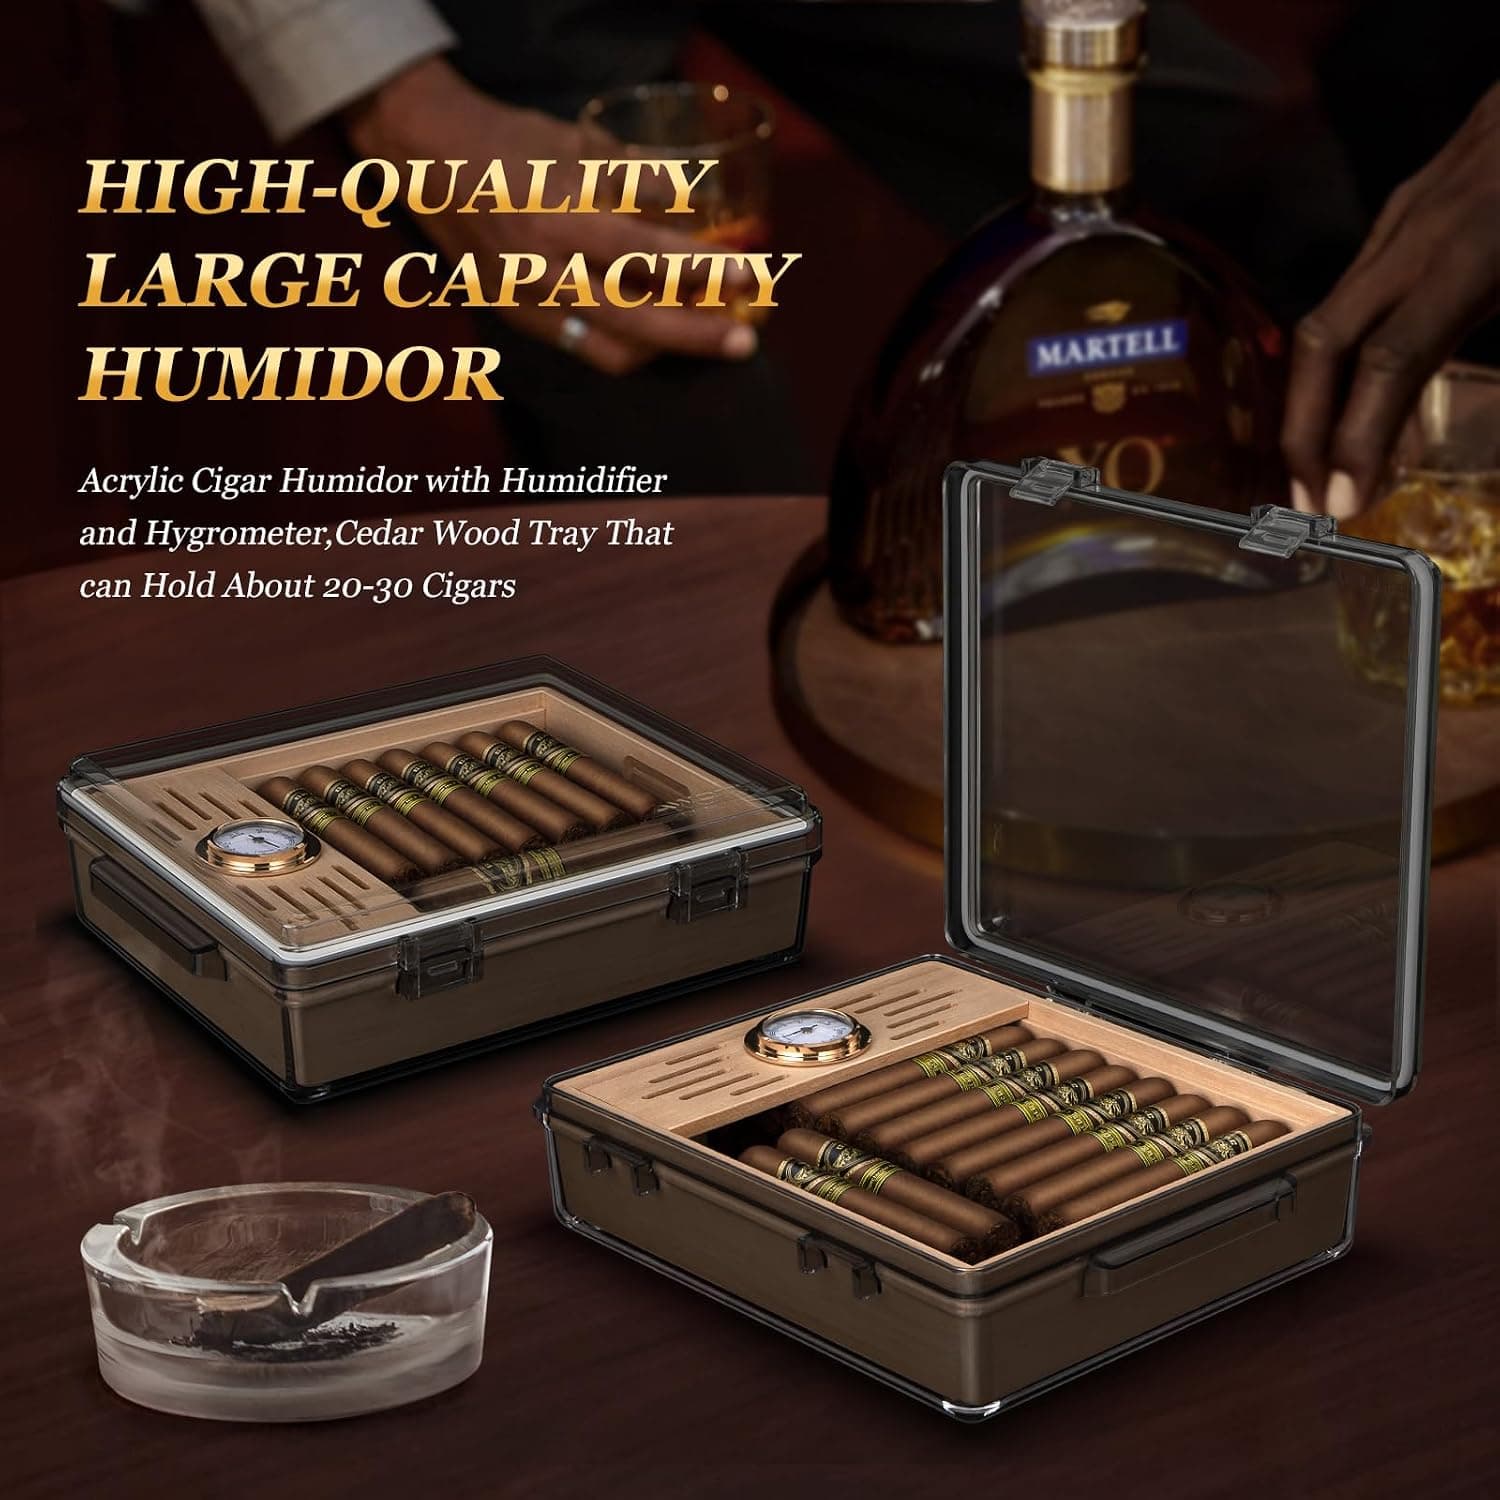 HIGH-QUALITY
LARGE CAPACITY
HUMIDOR
Acrylic Cigar Humidor with Humidifier
and Hygrometer,Cedar Wood Tray That
can Hold About 20-30 Cigars
MARTELL
XO